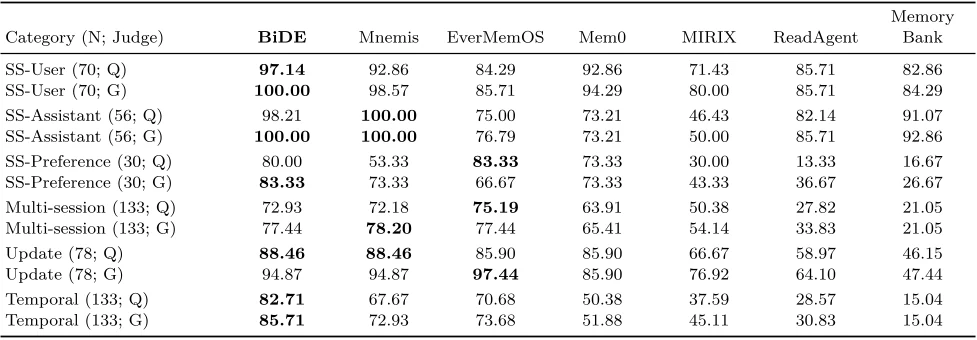 Category (N; Judge) BiDE Mnemis EverMemOS Mem0 MIRIX ReadAgent Memory Bank
SS-User (70; Q) 97.14 92.86 84.29 92.86 71.43 85.71 82.86
SS-User (70; G) 100.00 98.57 85.71 94.29 80.00 85.71 84.29
SS-Assistant (56; Q) 98.21 100.00 75.00 73.21 46.43 82.14 91.07
SS-Assistant (56; G) 100.00 100.00 76.79 73.21 50.00 85.71 92.86
SS-Preference (30; Q) 80.00 53.33 83.33 73.33 30.00 13.33 16.67
SS-Preference (30; G) 83.33 73.33 66.67 73.33 43.33 36.67 26.67
Multi-session (133; Q) 72.93 72.18 75.19 63.91 50.38 27.82 21.05
Multi-session (133; G) 77.44 78.20 77.44 65.41 54.14 33.83 21.05
Update (78; Q) 88.46 88.46 85.90 85.90 66.67 58.97 46.15
Update (78; G) 94.87 94.87 97.44 85.90 76.92 64.10 47.44
Temporal (133; Q) 82.71 67.67 70.68 50.38 37.59 28.57 15.04
Temporal (133; G) 85.71 72.93 73.68 51.88 45.11 30.83 15.04